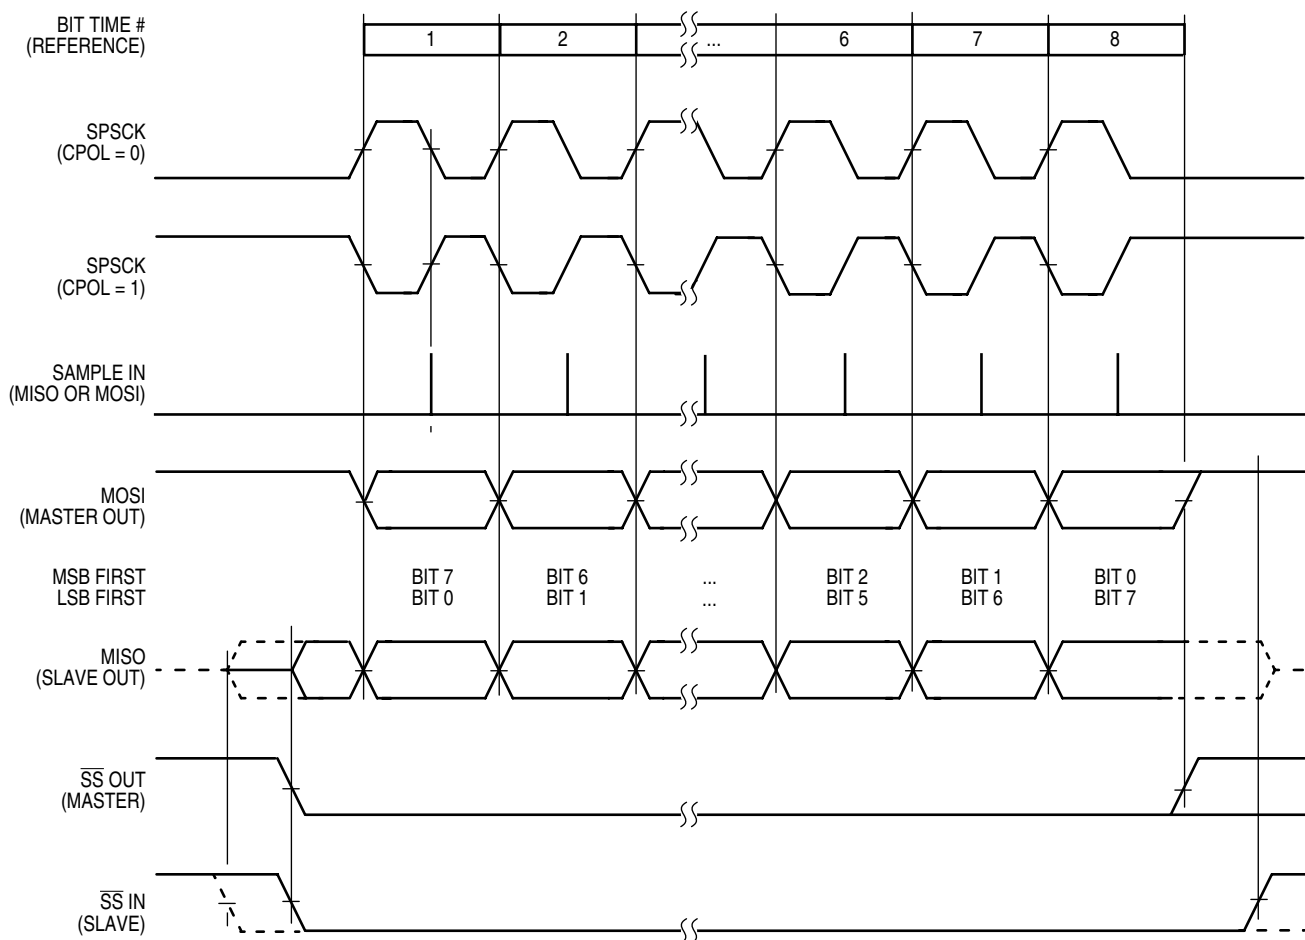 BIT TIME #
(REFERENCE)
1 2 ... 6 7 8
SPSCK
(CPOL = 0)
SPSCK
(CPOL = 1)
SAMPLE IN
(MISO OR MOSI)
MOSI
(MASTER OUT)
MSB FIRST BIT 7 BIT 6 ... BIT 2 BIT 1 BIT 0
LSB FIRST BIT 0 BIT 1 ... BIT 5 BIT 6 BIT 7
MISO
(SLAVE OUT)
S̅S̅ OUT
(MASTER)
S̅S̅ IN
(SLAVE)